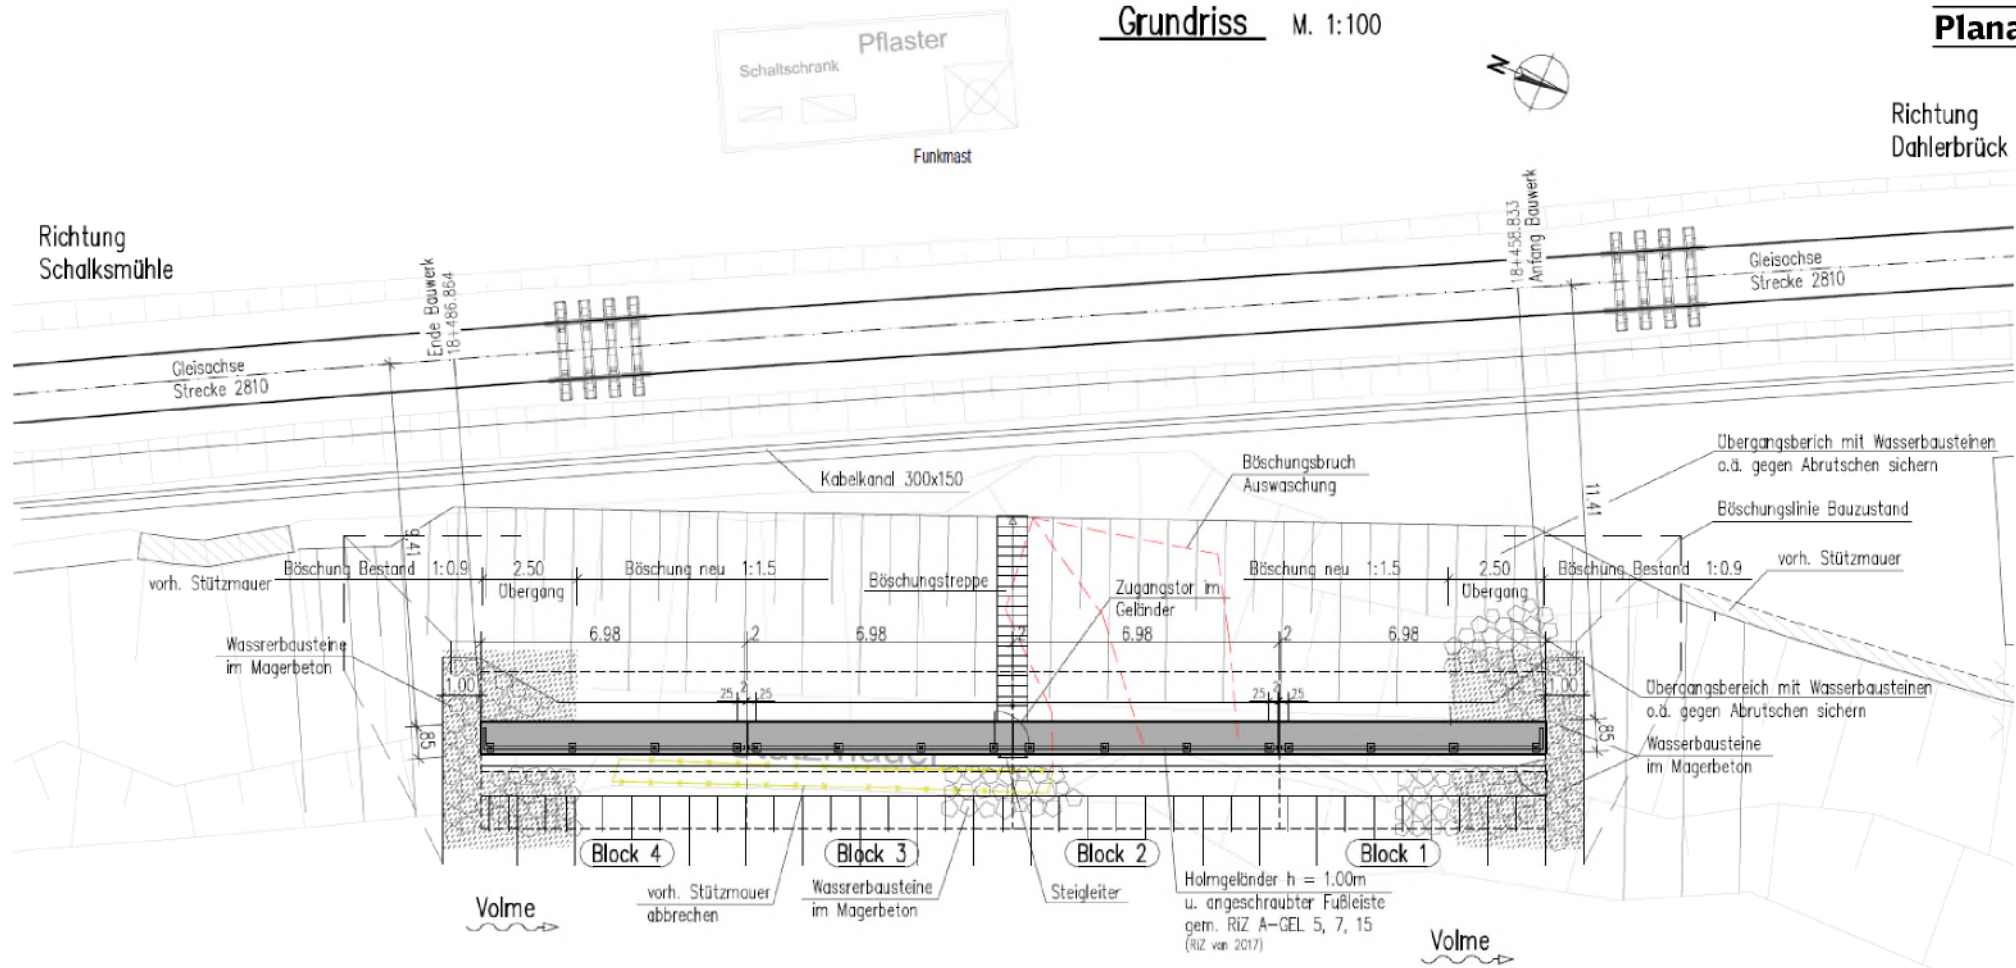 Grundriss M. 1:100
Plana
Pflaster
Schaltschrank
Funkmast
N
Richtung
Dahlerbrück
Richtung
Schalksmühle
Ende Bauwerk
18+486.864
18+458.833
Anfang Bauwerk
Gleisachse
Strecke 2810
Gleisachse
Strecke 2810
Kabelkanal 300x150
Böschungsbruch
Auswaschung
Übergangsberich mit Wasserbausteinen
o.ä. gegen Abrutschen sichern
Böschungslinie Bauzustand
vorh. Stützmauer
9.41
11.41
vorh. Stützmauer
Böschung Bestand 1:0.9
2.50
Übergang
Böschung neu 1:1.5
Böschungstreppe
Zugangstor im
Geländer
Böschung neu 1:1.5
2.50
Übergang
Böschung Bestand 1:0.9
6.98 2 6.98 2 6.98 2 6.98
Wassrerbausteine
im Magerbeton
1.00
25 2 25
25 2 25
1.00
Übergangsbereich mit Wasserbausteinen
o.ä. gegen Abrutschen sichern
.85
.85
Wasserbausteine
im Magerbeton
Stützmauer
Block 4
Block 3
Block 2
Block 1
vorh. Stützmauer
abbrechen
Wassrerbausteine
im Magerbeton
Steigleiter
Holmgeländer h = 1.00m
u. angeschraubter Fußleiste
gem. RiZ A-GEL 5, 7, 15
(RiZ von 2017)
Volme
Volme